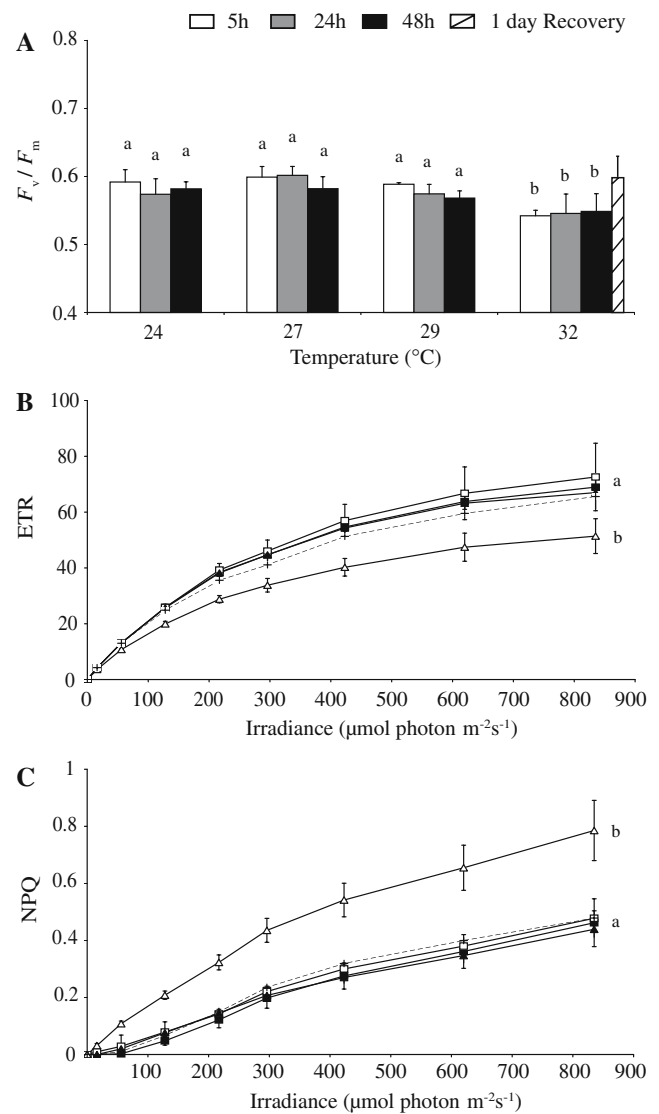 5h 24h 48h 1 day Recovery
A
0.8
0.7
0.6
0.5
0.4
F_v / F_m
a a a a a a a a a b b b
24 27 29 32
Temperature (°C)
B
100
80
60
40
20
0
ETR
a
b
0 100 200 300 400 500 600 700 800 900
Irradiance (μmol photon m⁻²s⁻¹)
C
1
0.8
0.6
0.4
0.2
0
NPQ
b
a
100 200 300 400 500 600 700 800 900
Irradiance (μmol photon m⁻²s⁻¹)